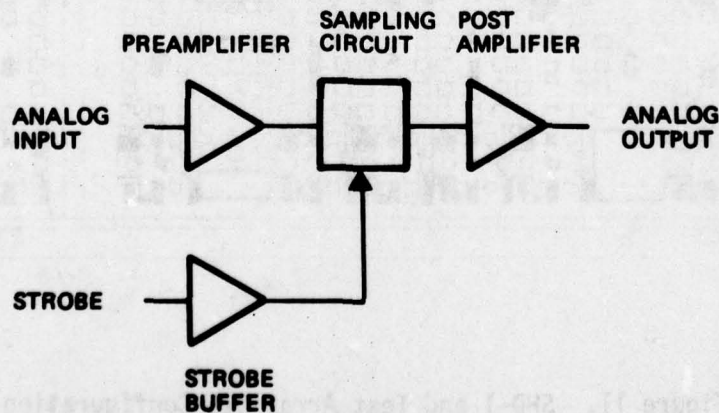 PREAMPLIFIER
SAMPLING
CIRCUIT
POST
AMPLIFIER
ANALOG
INPUT
ANALOG
OUTPUT
STROBE
STROBE
BUFFER